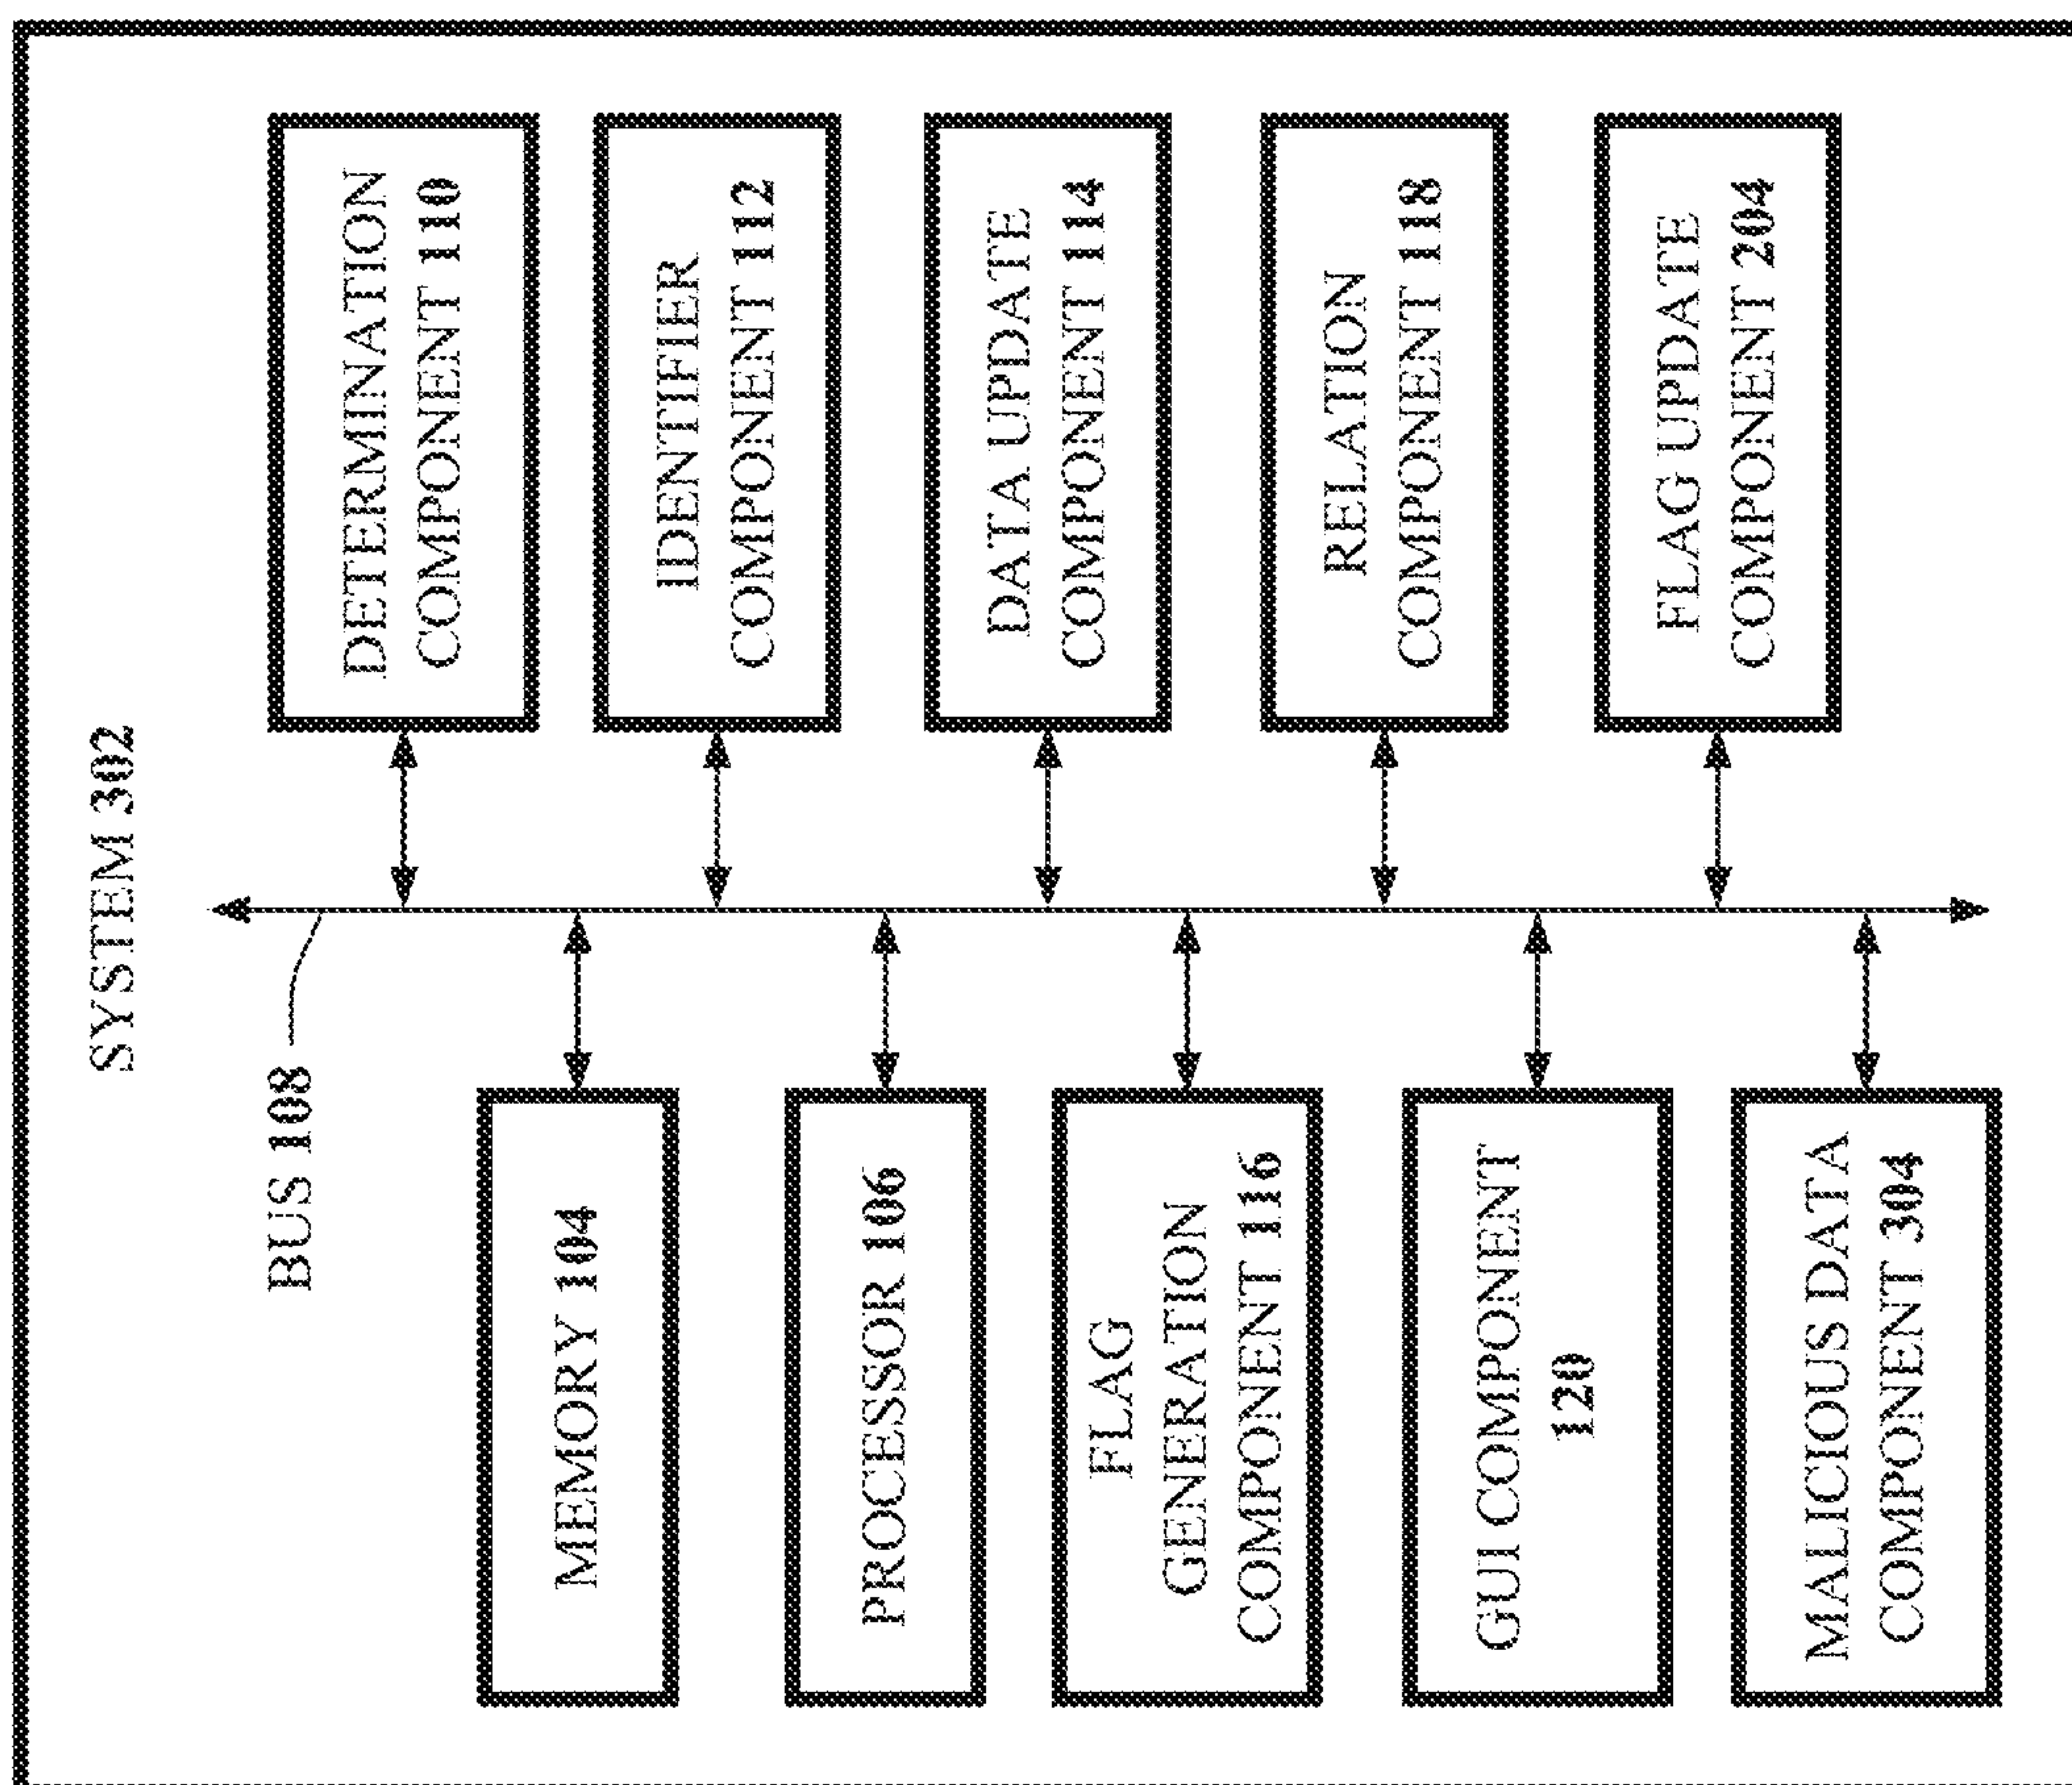 SYSTEM 302
BUS 108
MEMORY 104
DETERMINATION
COMPONENT 110
PROCESSOR 106
IDENTIFIER
COMPONENT 112
FLAG
GENERATION
COMPONENT 116
DATA UPDATE
COMPONENT 114
GUI COMPONENT
120
RELATION
COMPONENT 118
MALICIOUS DATA
COMPONENT 304
FLAG UPDATE
COMPONENT 204